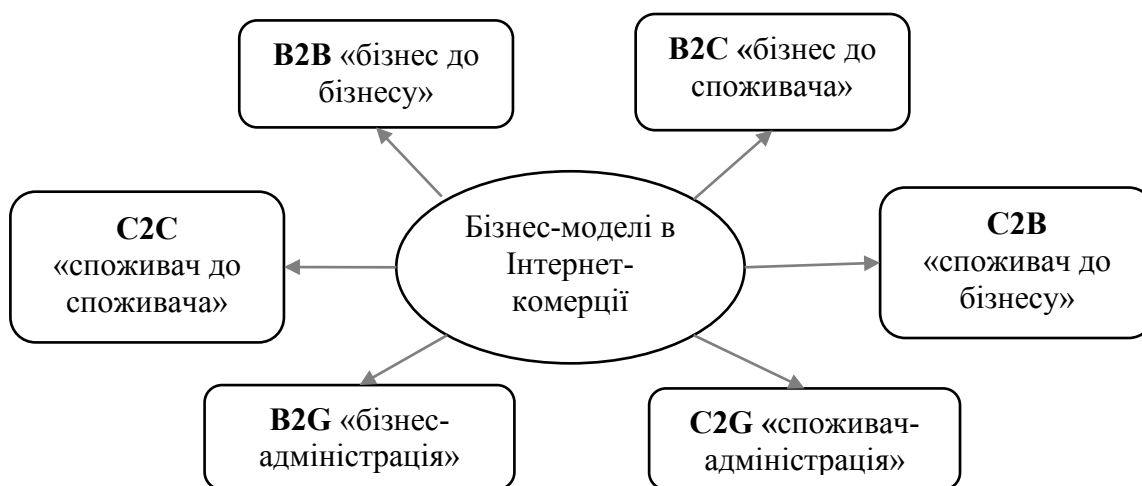 B2B «бізнес до
бізнесу»
B2C «бізнес до
споживача»
C2C
«споживач до
споживача»
Бізнес-моделі в
Інтернет-
комерції
C2B
«споживач до
бізнесу»
B2G «бізнес-
адміністрація»
C2G «споживач-
адміністрація»